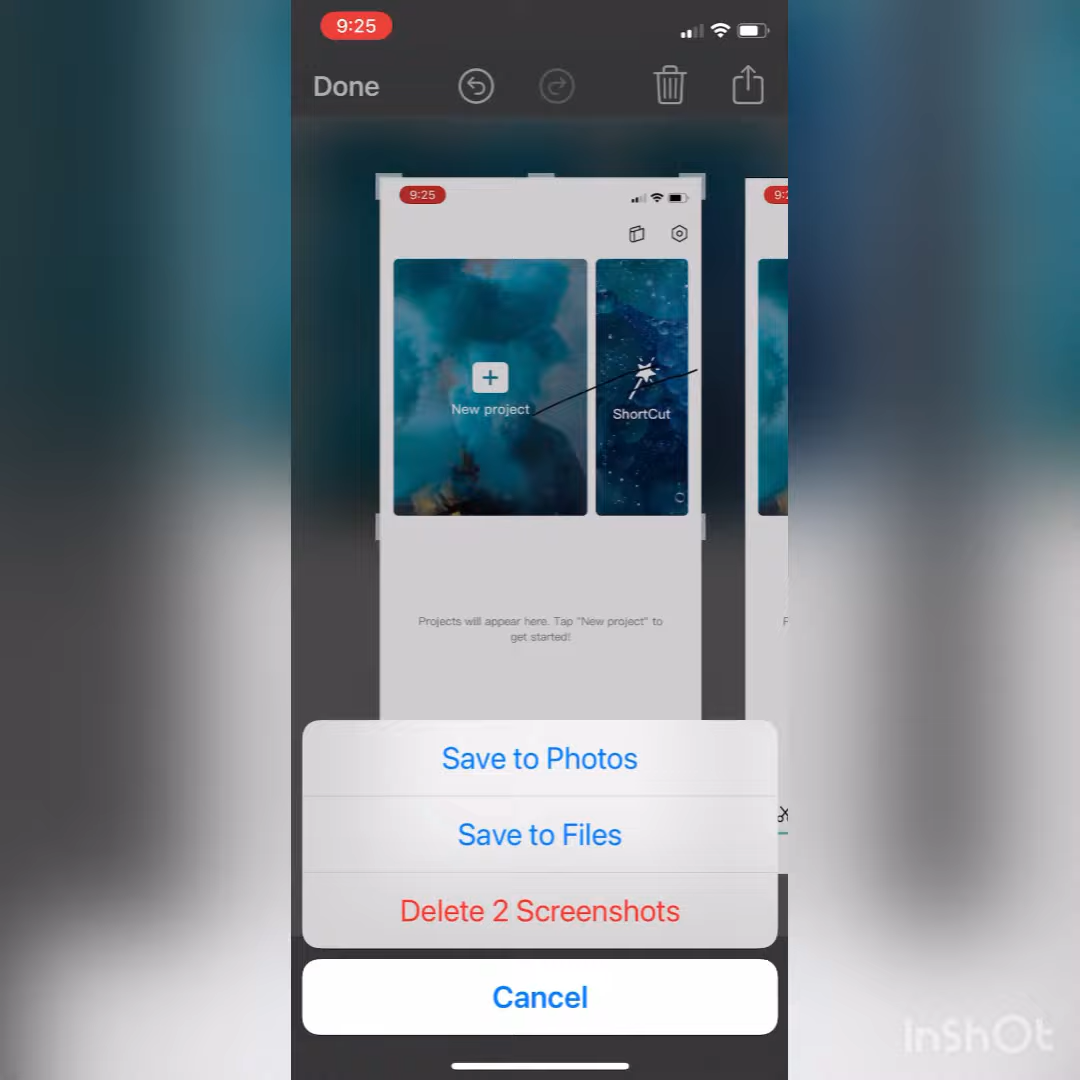 9:25
Done
9:25
New project
ShortCut
Projects will appear here. Tap "New project" to
get started!
Save to Photos
Save to Files
Delete 2 Screenshots
Cancel
InShOt